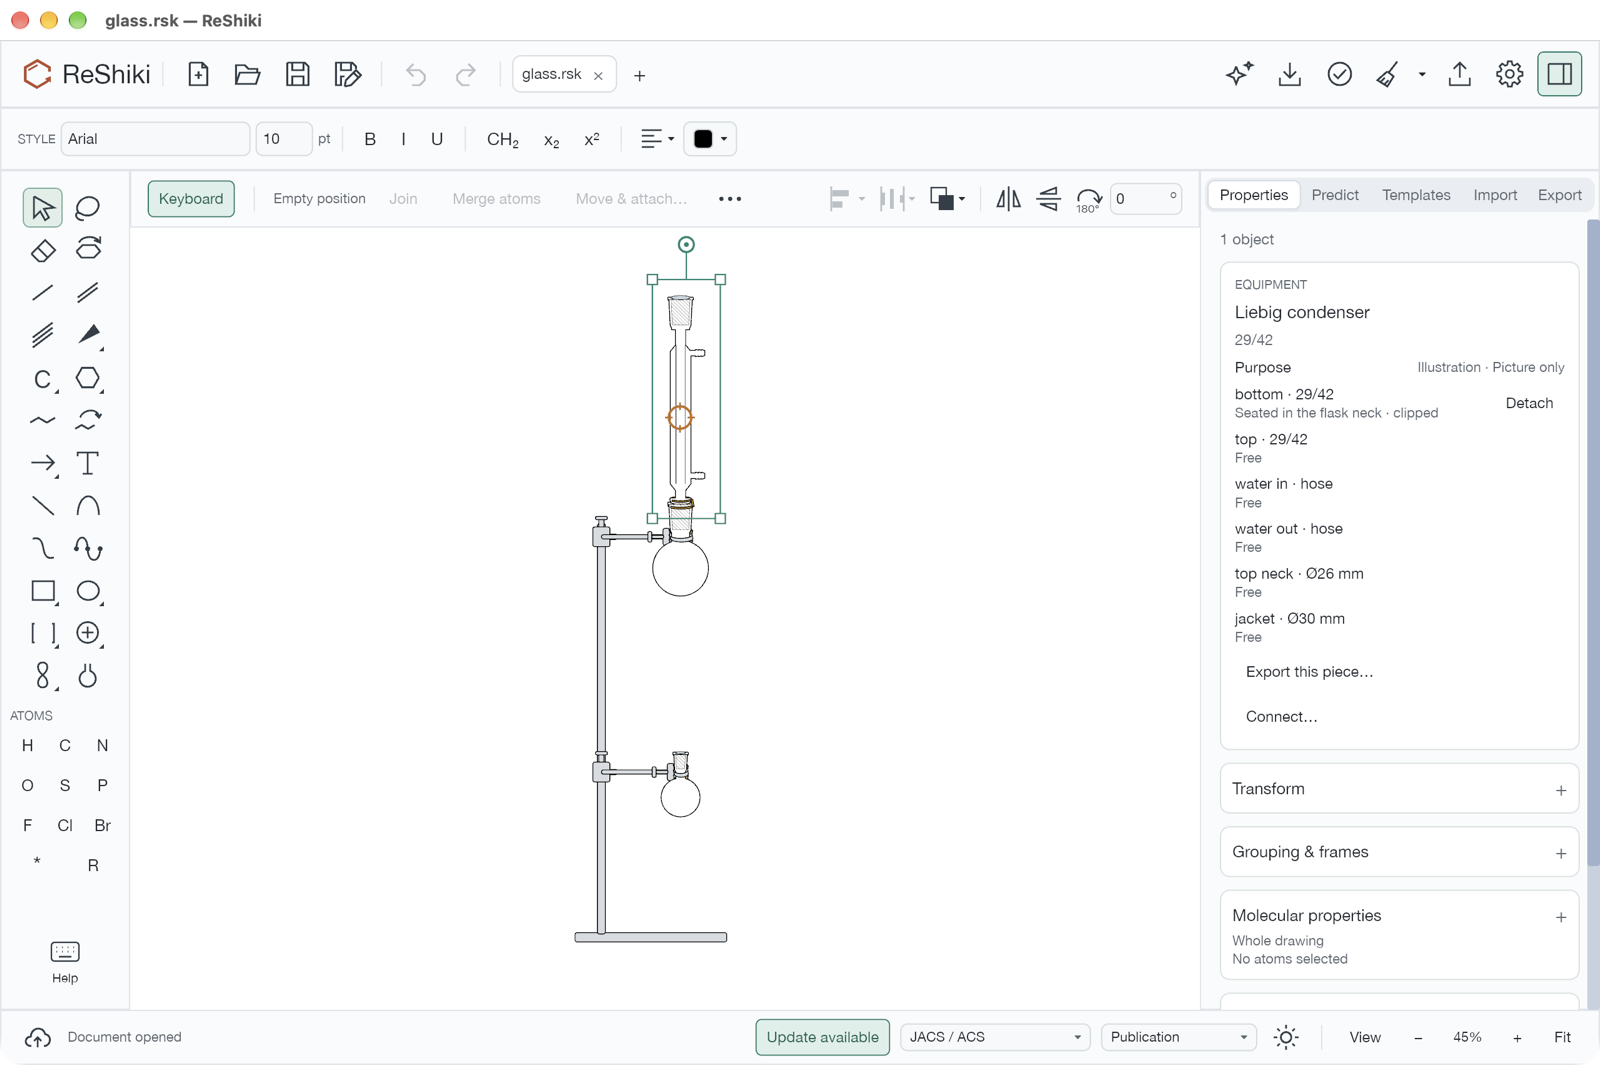 glass.rsk — ReShiki
ReShiki
glass.rsk
STYLE
Arial
10
pt
B
I
U
CH₂
x₂
x²
Keyboard
Empty position
Join
Merge atoms
Move & attach...
180°
0
°
C
T
ATOMS
H C N
O S P
F Cl Br
* R
Help
Properties
Predict
Templates
Import
Export
1 object
EQUIPMENT
Liebig condenser
29/42
Purpose
Illustration · Picture only
bottom · 29/42
Seated in the flask neck · clipped
Detach
top · 29/42
Free
water in · hose
Free
water out · hose
Free
top neck · Ø26 mm
Free
jacket · Ø30 mm
Free
Export this piece...
Connect...
Transform
Grouping & frames
Molecular properties
Whole drawing
No atoms selected
Document opened
Update available
JACS / ACS
Publication
View
–
45%
+
Fit